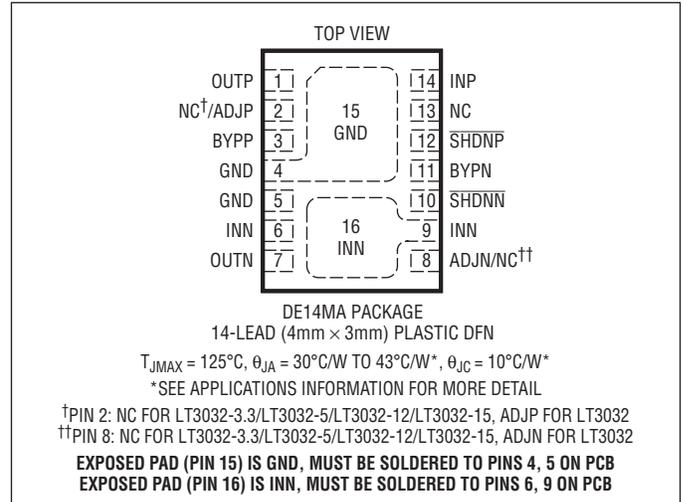 TOP VIEW
OUTP 1 14 INP
NC†/ADJP 2 15 13 NC
BYPP 3 GND 12 SHDNP
GND 4 11 BYPN
GND 5 10 SHDNN
INN 6 16 9 INN
OUTN 7 INN 8 ADJN/NC††
DE14MA PACKAGE
14-LEAD (4mm × 3mm) PLASTIC DFN
TJMAX = 125°C, θJA = 30°C/W TO 43°C/W*, θJC = 10°C/W*
*SEE APPLICATIONS INFORMATION FOR MORE DETAIL
†PIN 2: NC FOR LT3032-3.3/LT3032-5/LT3032-12/LT3032-15, ADJP FOR LT3032
††PIN 8: NC FOR LT3032-3.3/LT3032-5/LT3032-12/LT3032-15, ADJN FOR LT3032
EXPOSED PAD (PIN 15) IS GND, MUST BE SOLDERED TO PINS 4, 5 ON PCB
EXPOSED PAD (PIN 16) IS INN, MUST BE SOLDERED TO PINS 6, 9 ON PCB